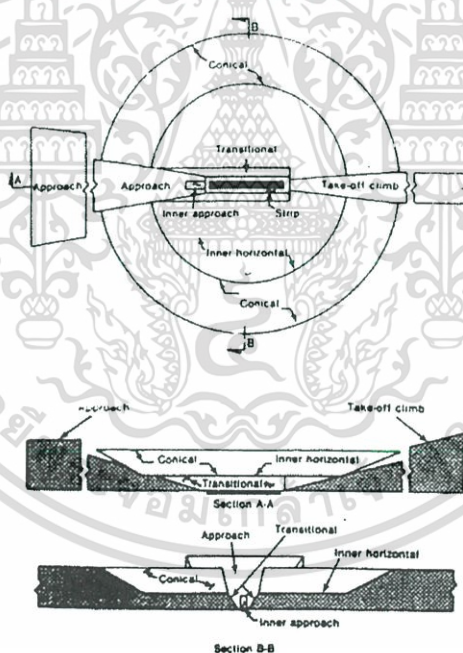 B
Conical
Transitional
A
Approach
Approach
Take-off climb
Inner approach
Strip
Inner horizontal
Conical
B
Approach
Take-off climb
Conical
Inner horizontal
Transitional
Section A-A
Approach
Transitional
Inner horizontal
Conical
Inner approach
Section B-B